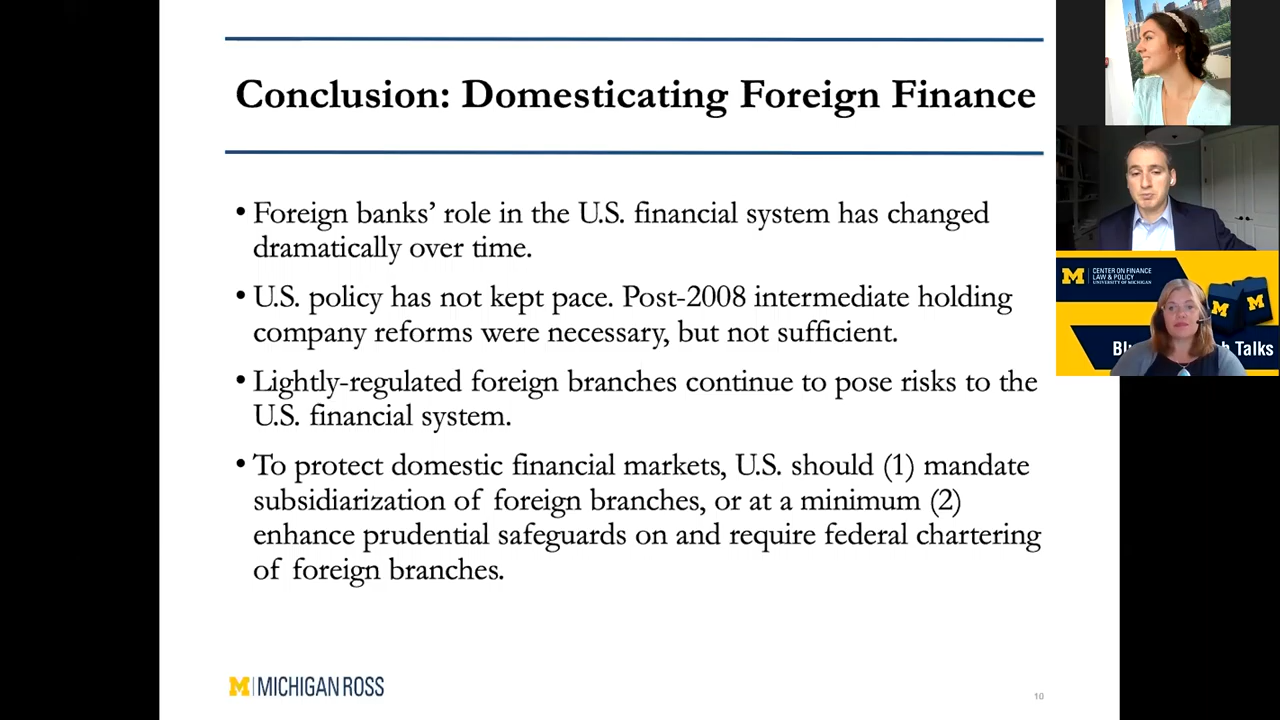 Conclusion: Domesticating Foreign Finance
• Foreign banks’ role in the U.S. financial system has changed
dramatically over time.
• U.S. policy has not kept pace. Post-2008 intermediate holding
company reforms were necessary, but not sufficient.
• Lightly-regulated foreign branches continue to pose risks to the
U.S. financial system.
• To protect domestic financial markets, U.S. should (1) mandate
subsidiarization of foreign branches, or at a minimum (2)
enhance prudential safeguards on and require federal chartering
of foreign branches.
M MICHIGAN ROSS
10
M CENTER ON FINANCE
LAW & POLICY
UNIVERSITY OF MICHIGAN
M M
Talks